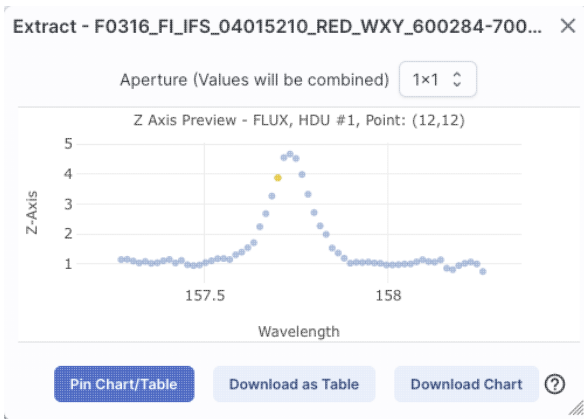 Extract - F0316_FI_IFS_04015210_RED_WXY_600284-700...
Aperture (Values will be combined) 1×1
Z Axis Preview - FLUX, HDU #1, Point: (12,12)
5
4
3
2
1
Z-Axis
157.5 158
Wavelength
Pin Chart/Table Download as Table Download Chart ?